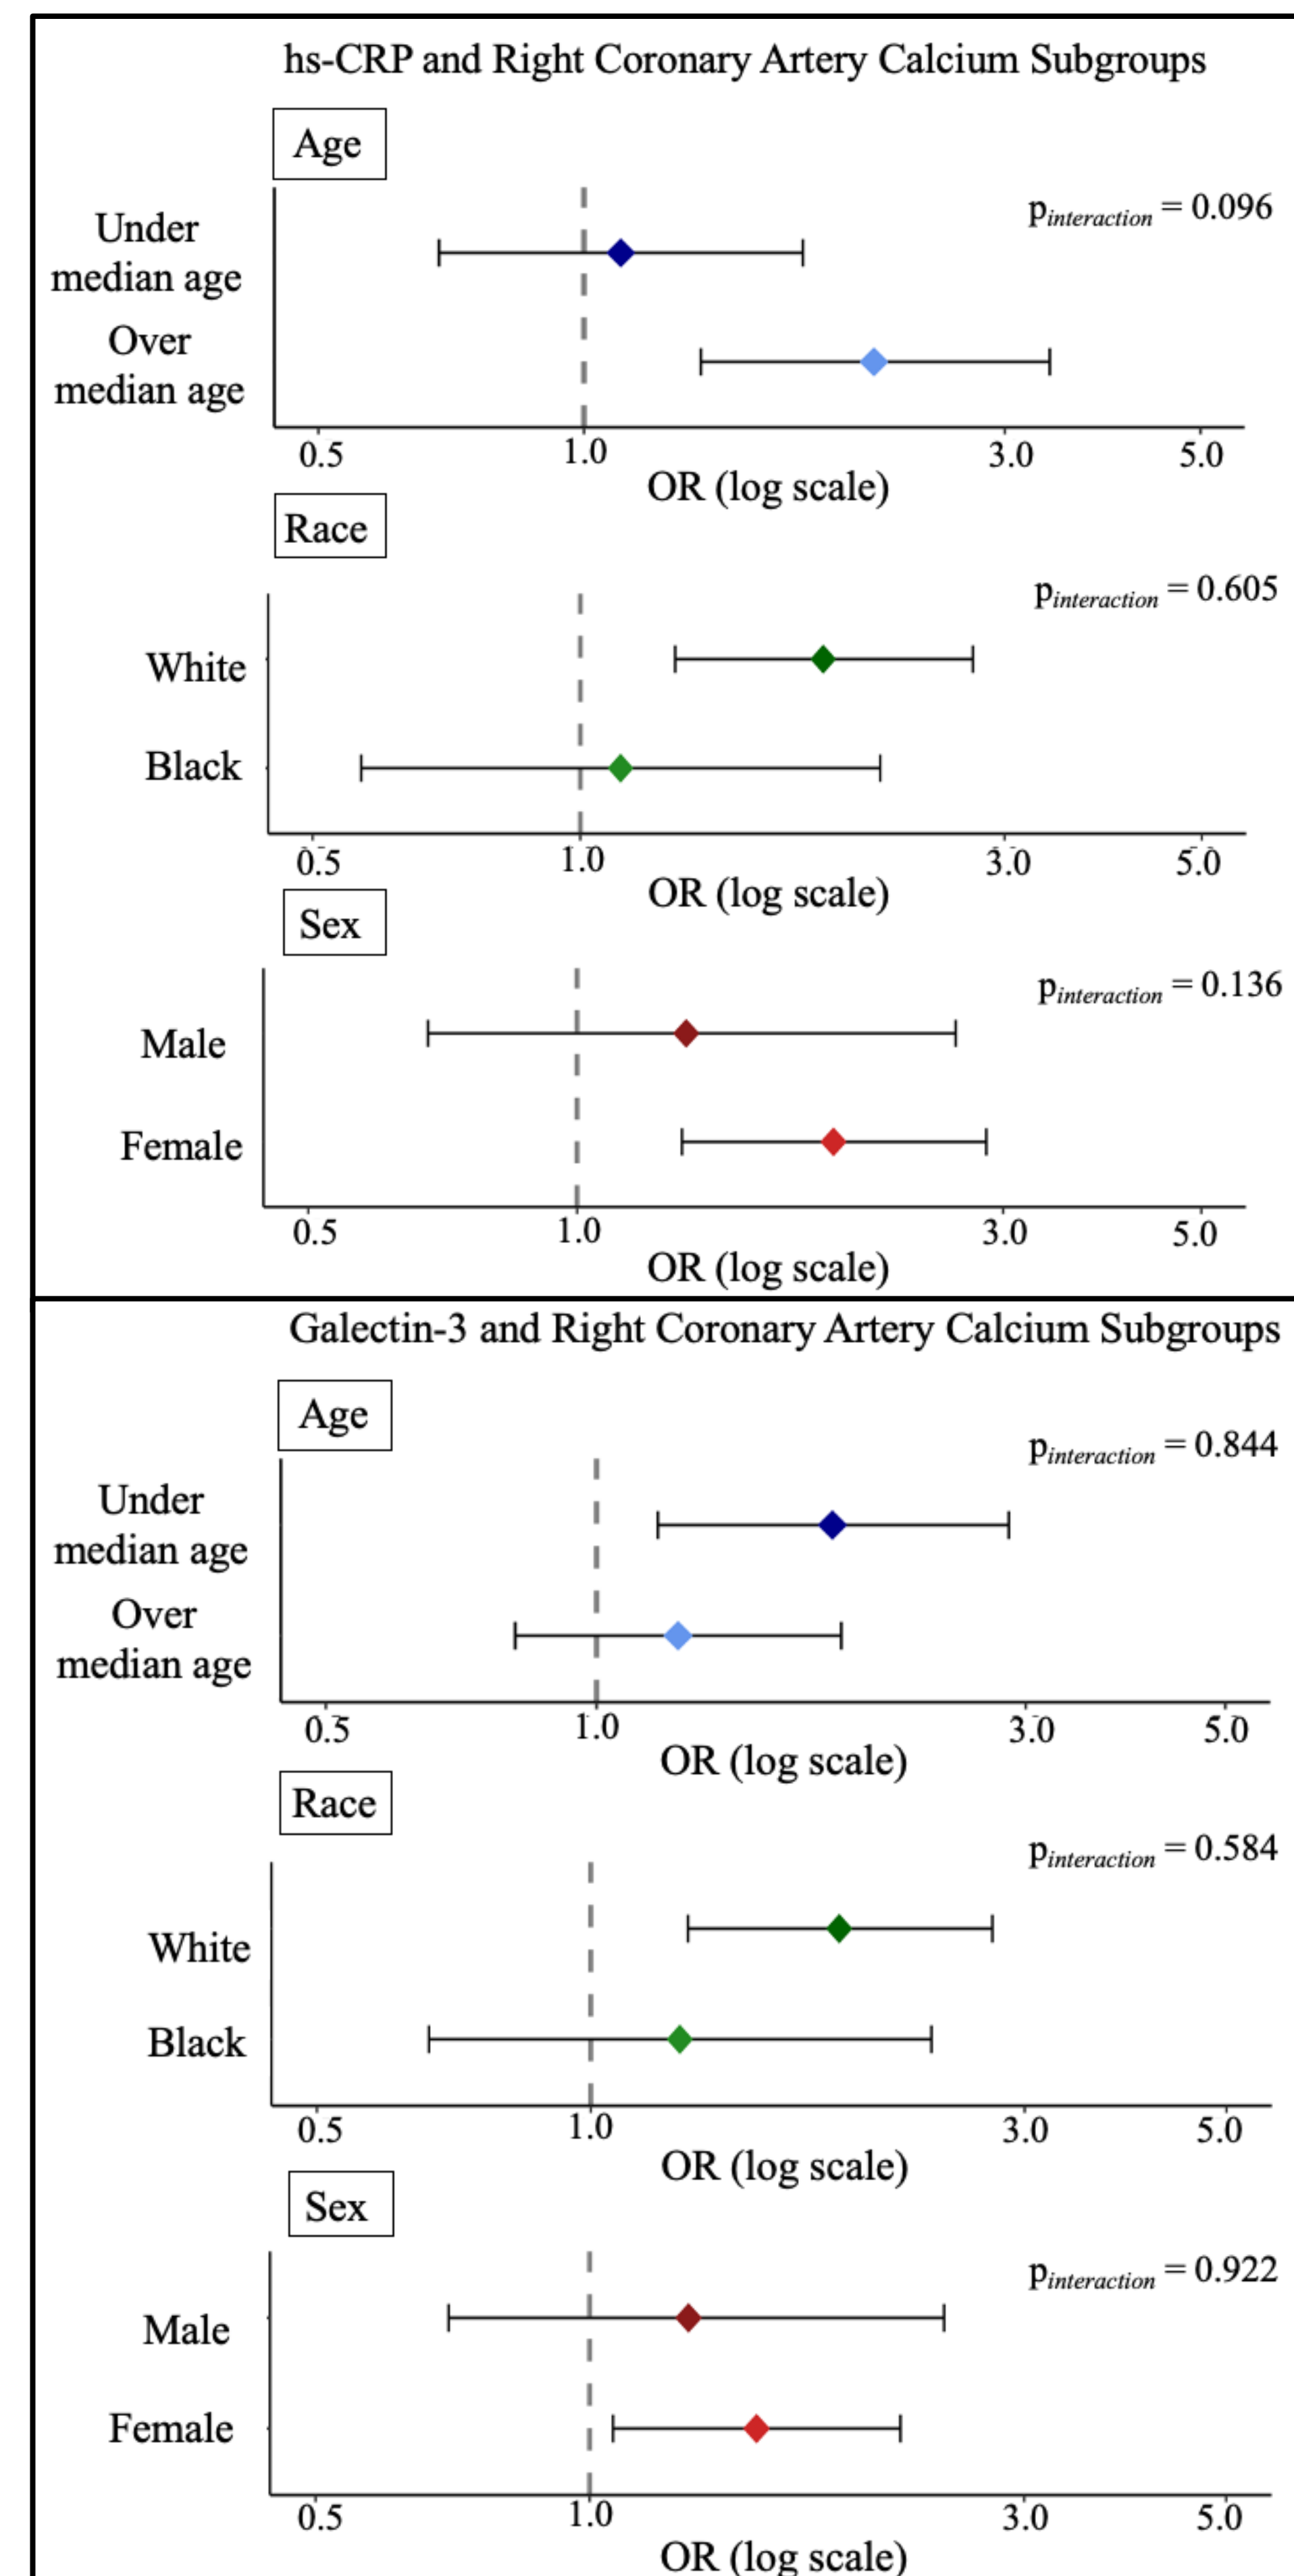 hs-CRP and Right Coronary Artery Calcium Subgroups
Age
pinteraction = 0.096
Under
median age
Over
median age
0.5 1.0 3.0 5.0
OR (log scale)
Race
pinteraction = 0.605
White
Black
0.5 1.0 3.0 5.0
OR (log scale)
Sex
pinteraction = 0.136
Male
Female
0.5 1.0 3.0 5.0
OR (log scale)
Galectin-3 and Right Coronary Artery Calcium Subgroups
Age
pinteraction = 0.844
Under
median age
Over
median age
0.5 1.0 3.0 5.0
OR (log scale)
Race
pinteraction = 0.584
White
Black
0.5 1.0 3.0 5.0
OR (log scale)
Sex
pinteraction = 0.922
Male
Female
0.5 1.0 3.0 5.0
OR (log scale)